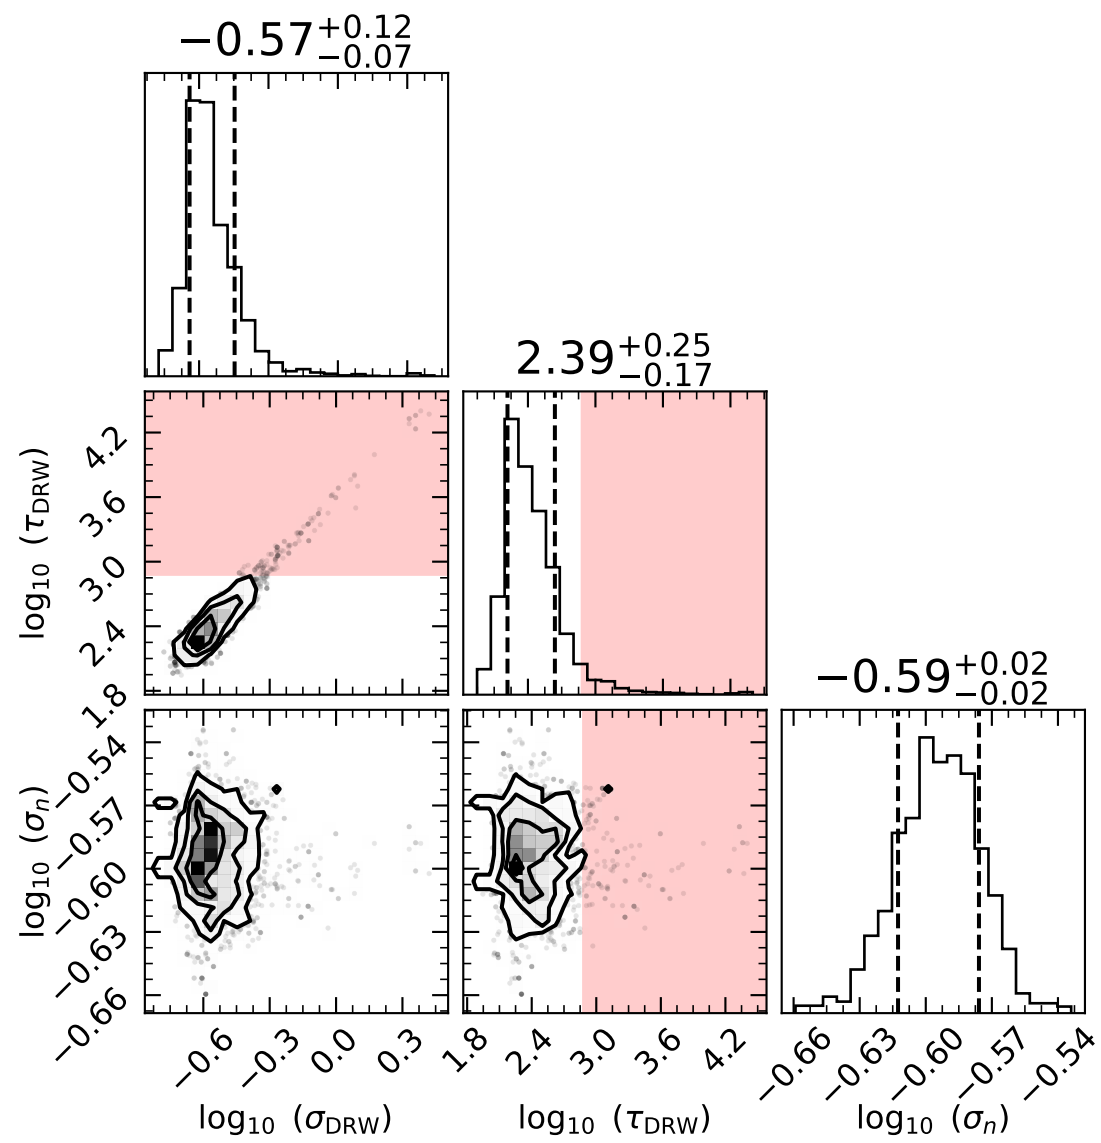 −0.57+0.12−0.07
2.39+0.25−0.17
log10 (τDRW)
4.2
3.6
3.0
2.4
1.8
−0.59+0.02−0.02
log10 (σn)
−0.54
−0.57
−0.60
−0.63
−0.66
−0.6 −0.3 −0.0 0.3
1.8 2.4 3.0 3.6 4.2
−0.66 −0.63 −0.60 −0.57 −0.54
log10 (σDRW)
log10 (τDRW)
log10 (σn)